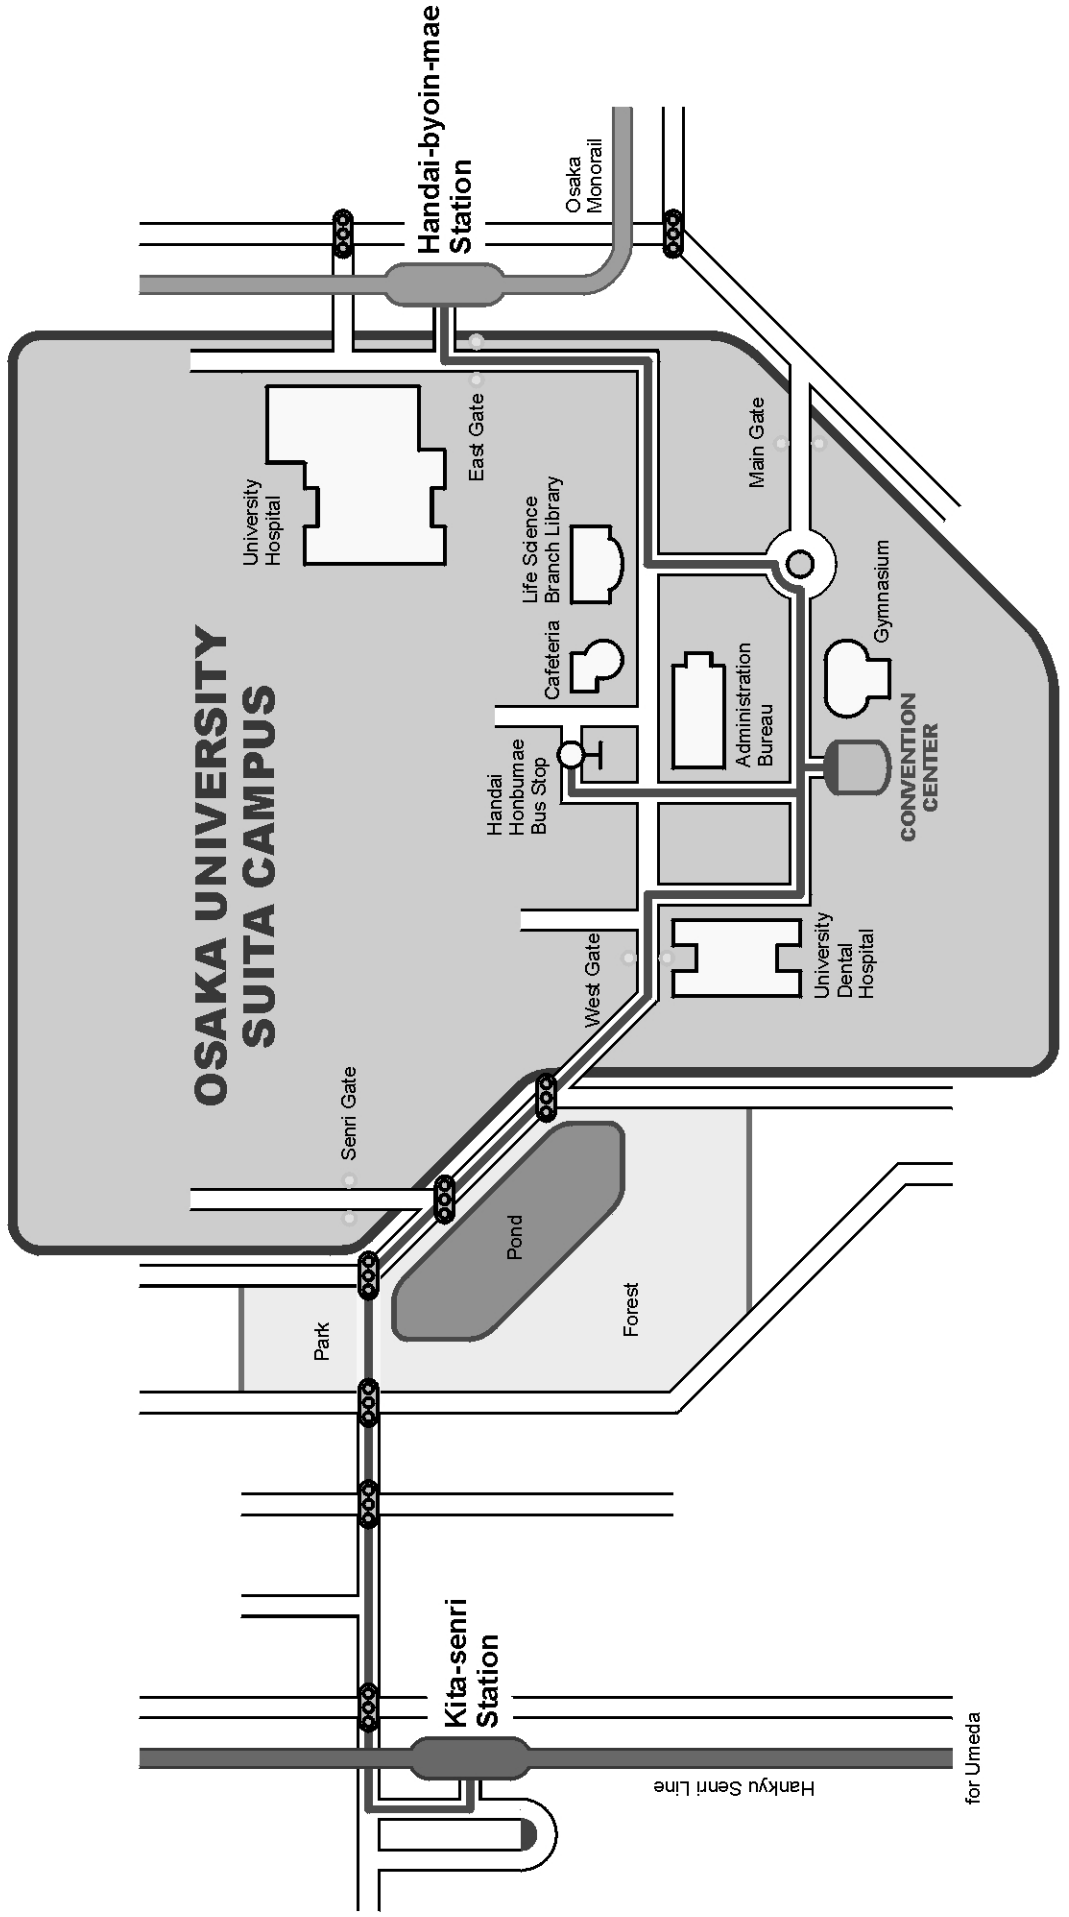 OSAKA UNIVERSITY
SUITA CAMPUS
Handai-byoin-mae
Station
Osaka
Monorail
University
Hospital
East Gate
Life Science
Branch Library
Cafeteria
Handai
Honbumae
Bus Stop
Main Gate
Administration
Bureau
Gymnasium
CONVENTION
CENTER
West Gate
University
Dental
Hospital
Senri Gate
Pond
Park
Forest
Kita-senri
Station
Hankyu Senri Line
for Umeda